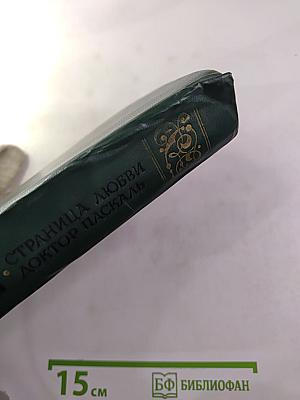 СТРАНИЦА ЛЮБВИ
ДОКТОР ПАСКАЛЬ
15 см
БФ БИБЛИОФАН